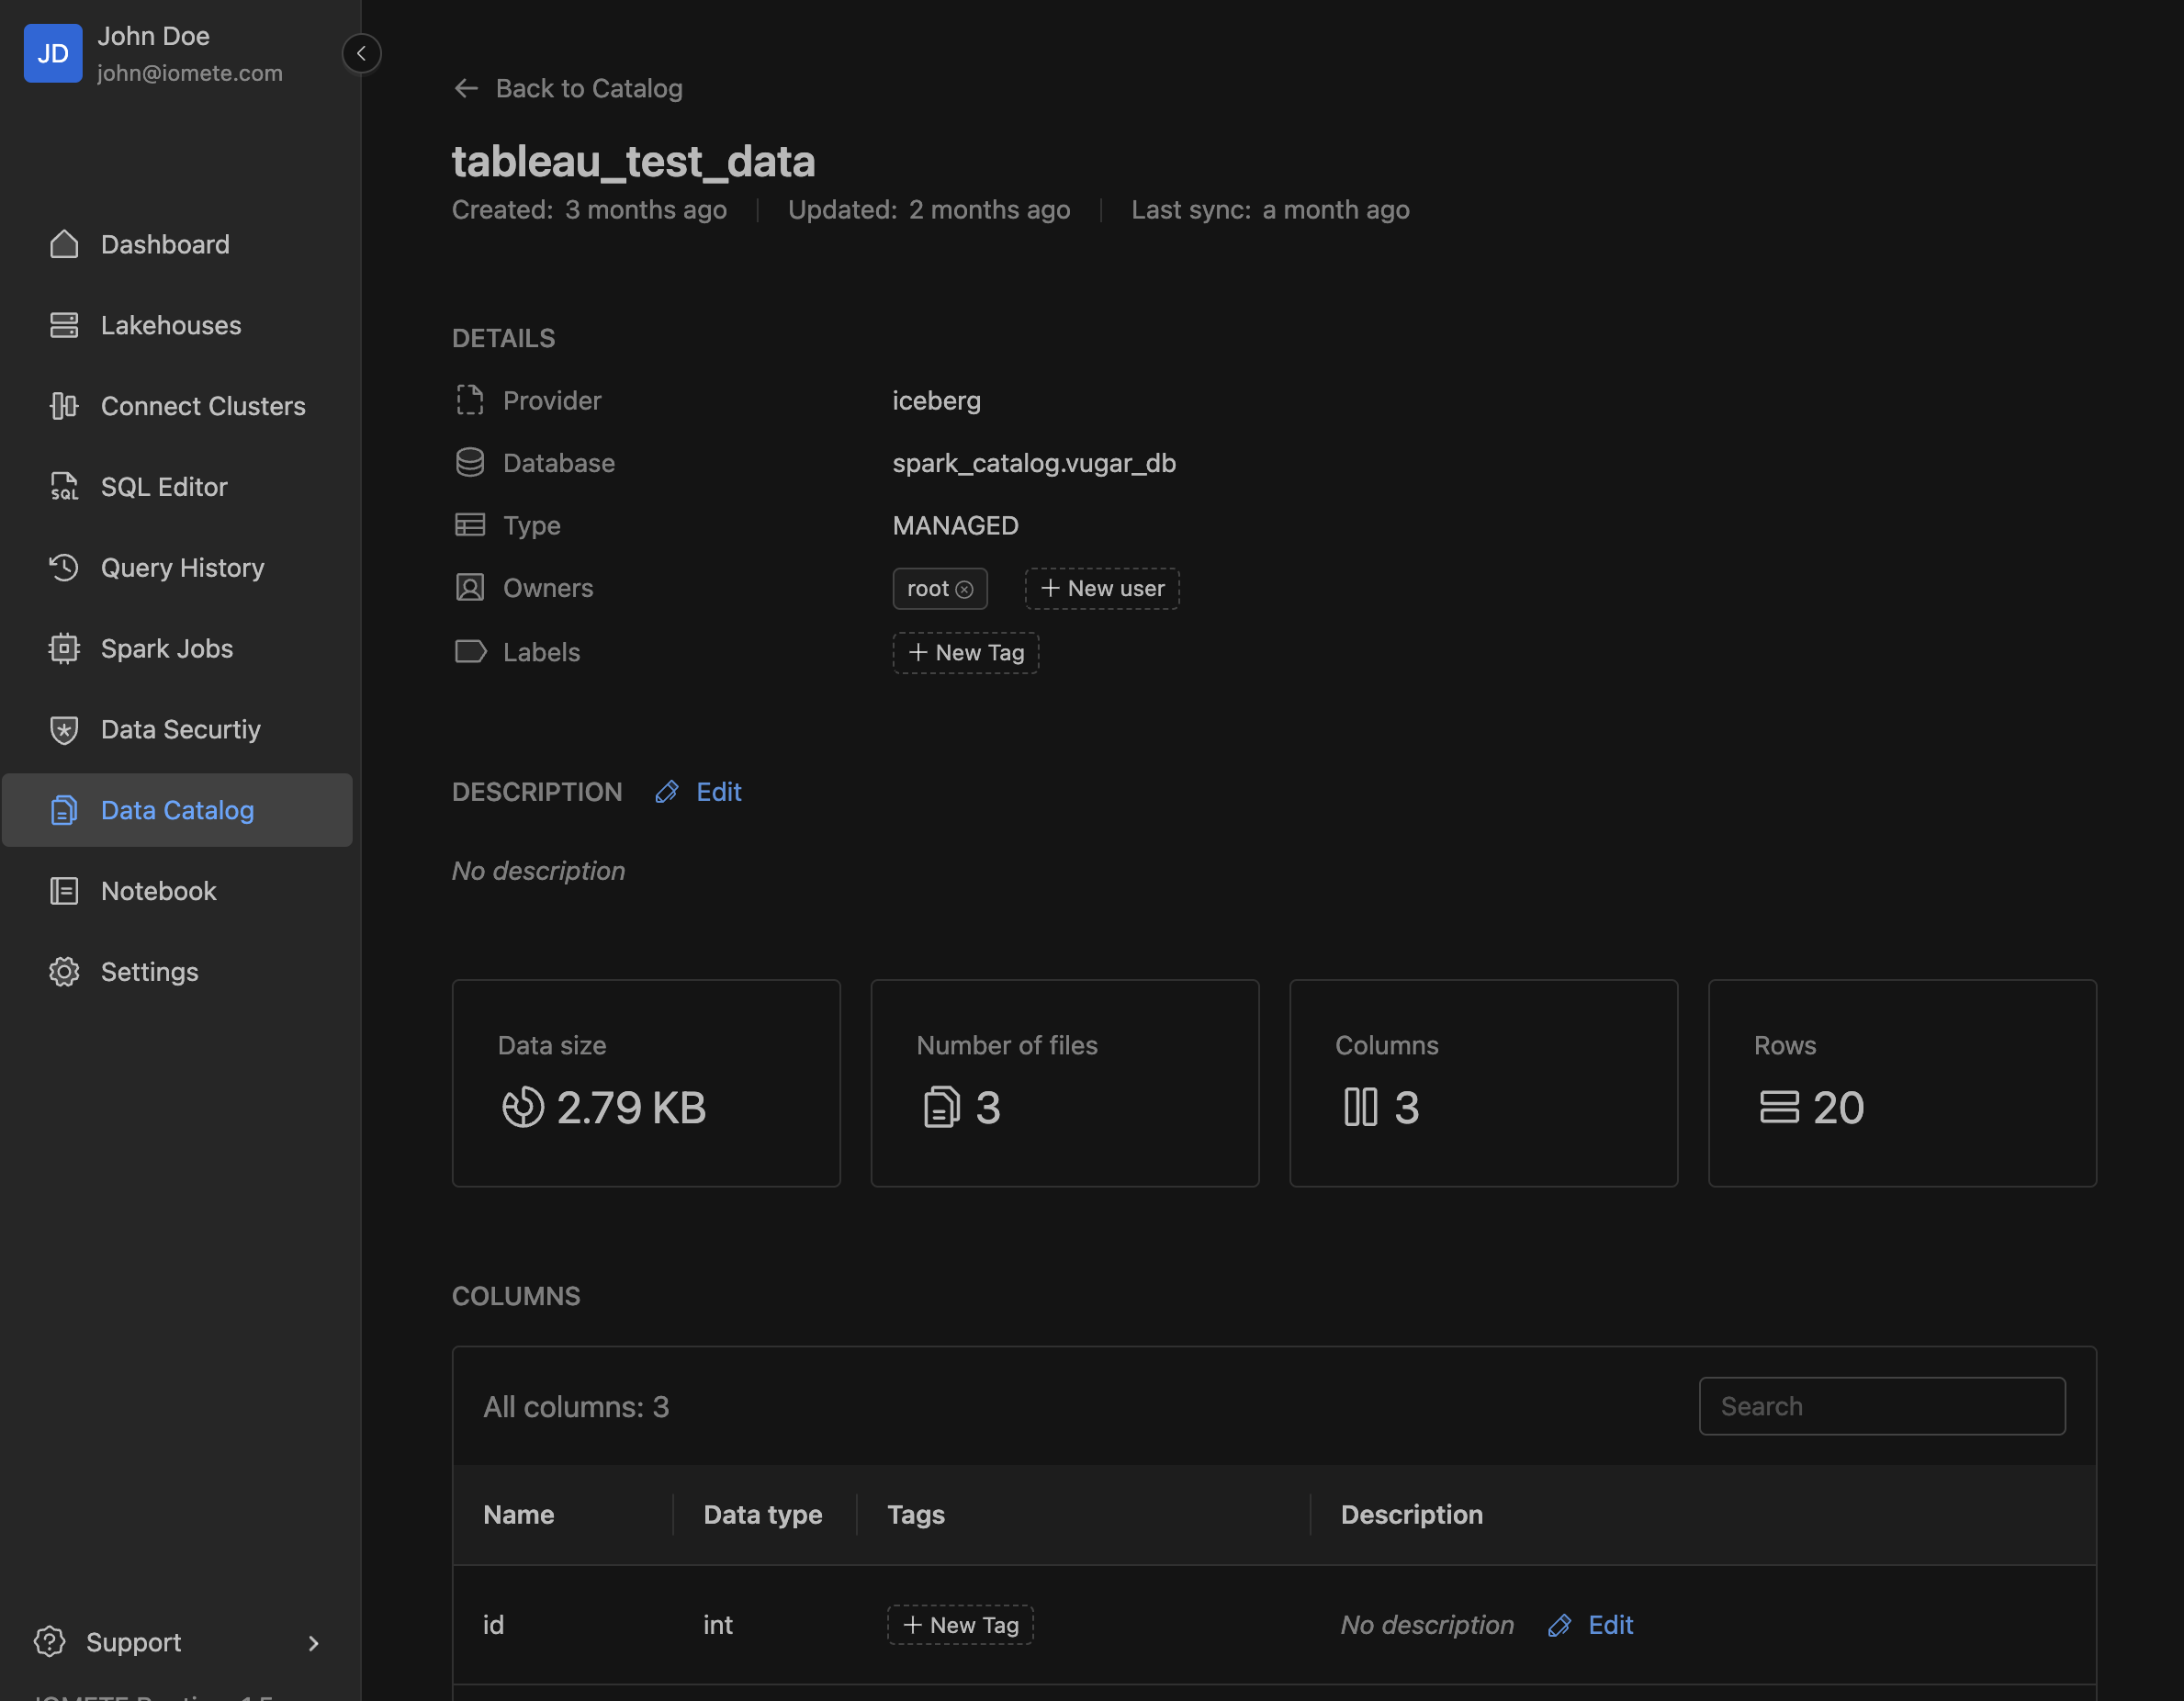 JD
John Doe
john@iomete.com
Dashboard
Lakehouses
Connect Clusters
SQL Editor
Query History
Spark Jobs
Data Securtiy
Data Catalog
Notebook
Settings
Support
Back to Catalog
tableau_test_data
Created: 3 months ago
Updated: 2 months ago
Last sync: a month ago
DETAILS
Provider iceberg
Database spark_catalog.vugar_db
Type MANAGED
Owners root + New user
Labels + New Tag
DESCRIPTION Edit
No description
Data size
2.79 KB
Number of files
3
Columns
3
Rows
20
COLUMNS
All columns: 3
Search
Name Data type Tags Description
id int + New Tag No description Edit